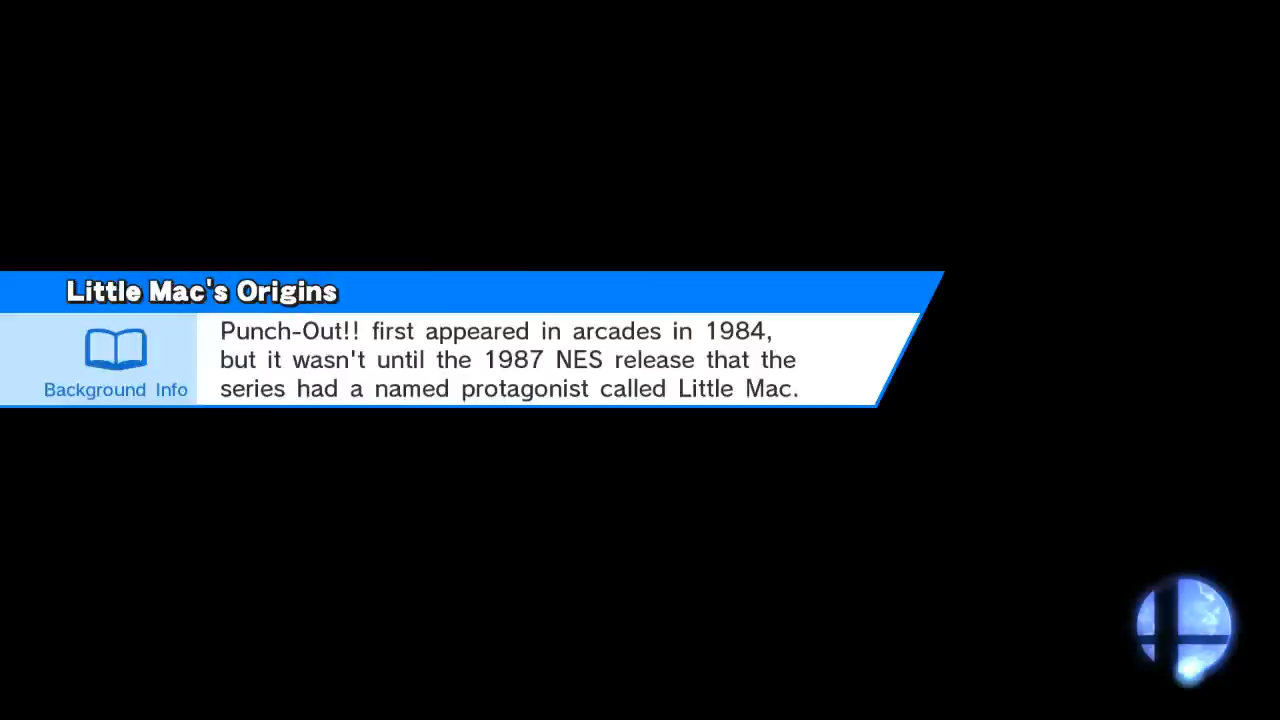 Little Mac's Origins
Background Info
Punch-Out!! first appeared in arcades in 1984,
but it wasn't until the 1987 NES release that the
series had a named protagonist called Little Mac.